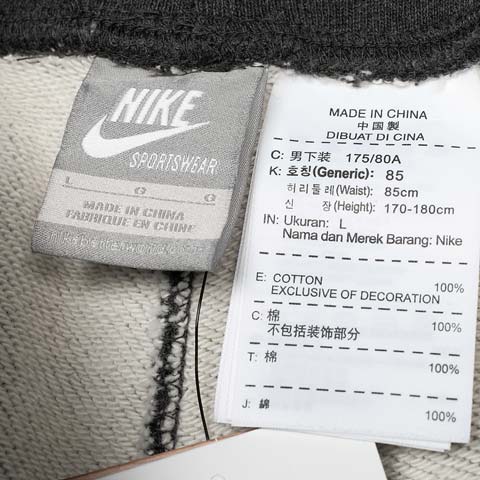 NIKE
SPORTSWEAR
L G G
MADE IN CHINA
FABRIQUE EN CHINE
MADE IN CHINA
中国製
DIBUAT DI CINA
C: 男下装 175/80A
K: 호칭(Generic): 85
허리둘레(Waist): 85cm
신 장(Height): 170-180cm
IN: Ukuran: L
Nama dan Merek Barang: Nike
E: COTTON 100%
EXCLUSIVE OF DECORATION
C: 棉 100%
不包括装饰部分
T: 棉 100%
J: 綿 100%